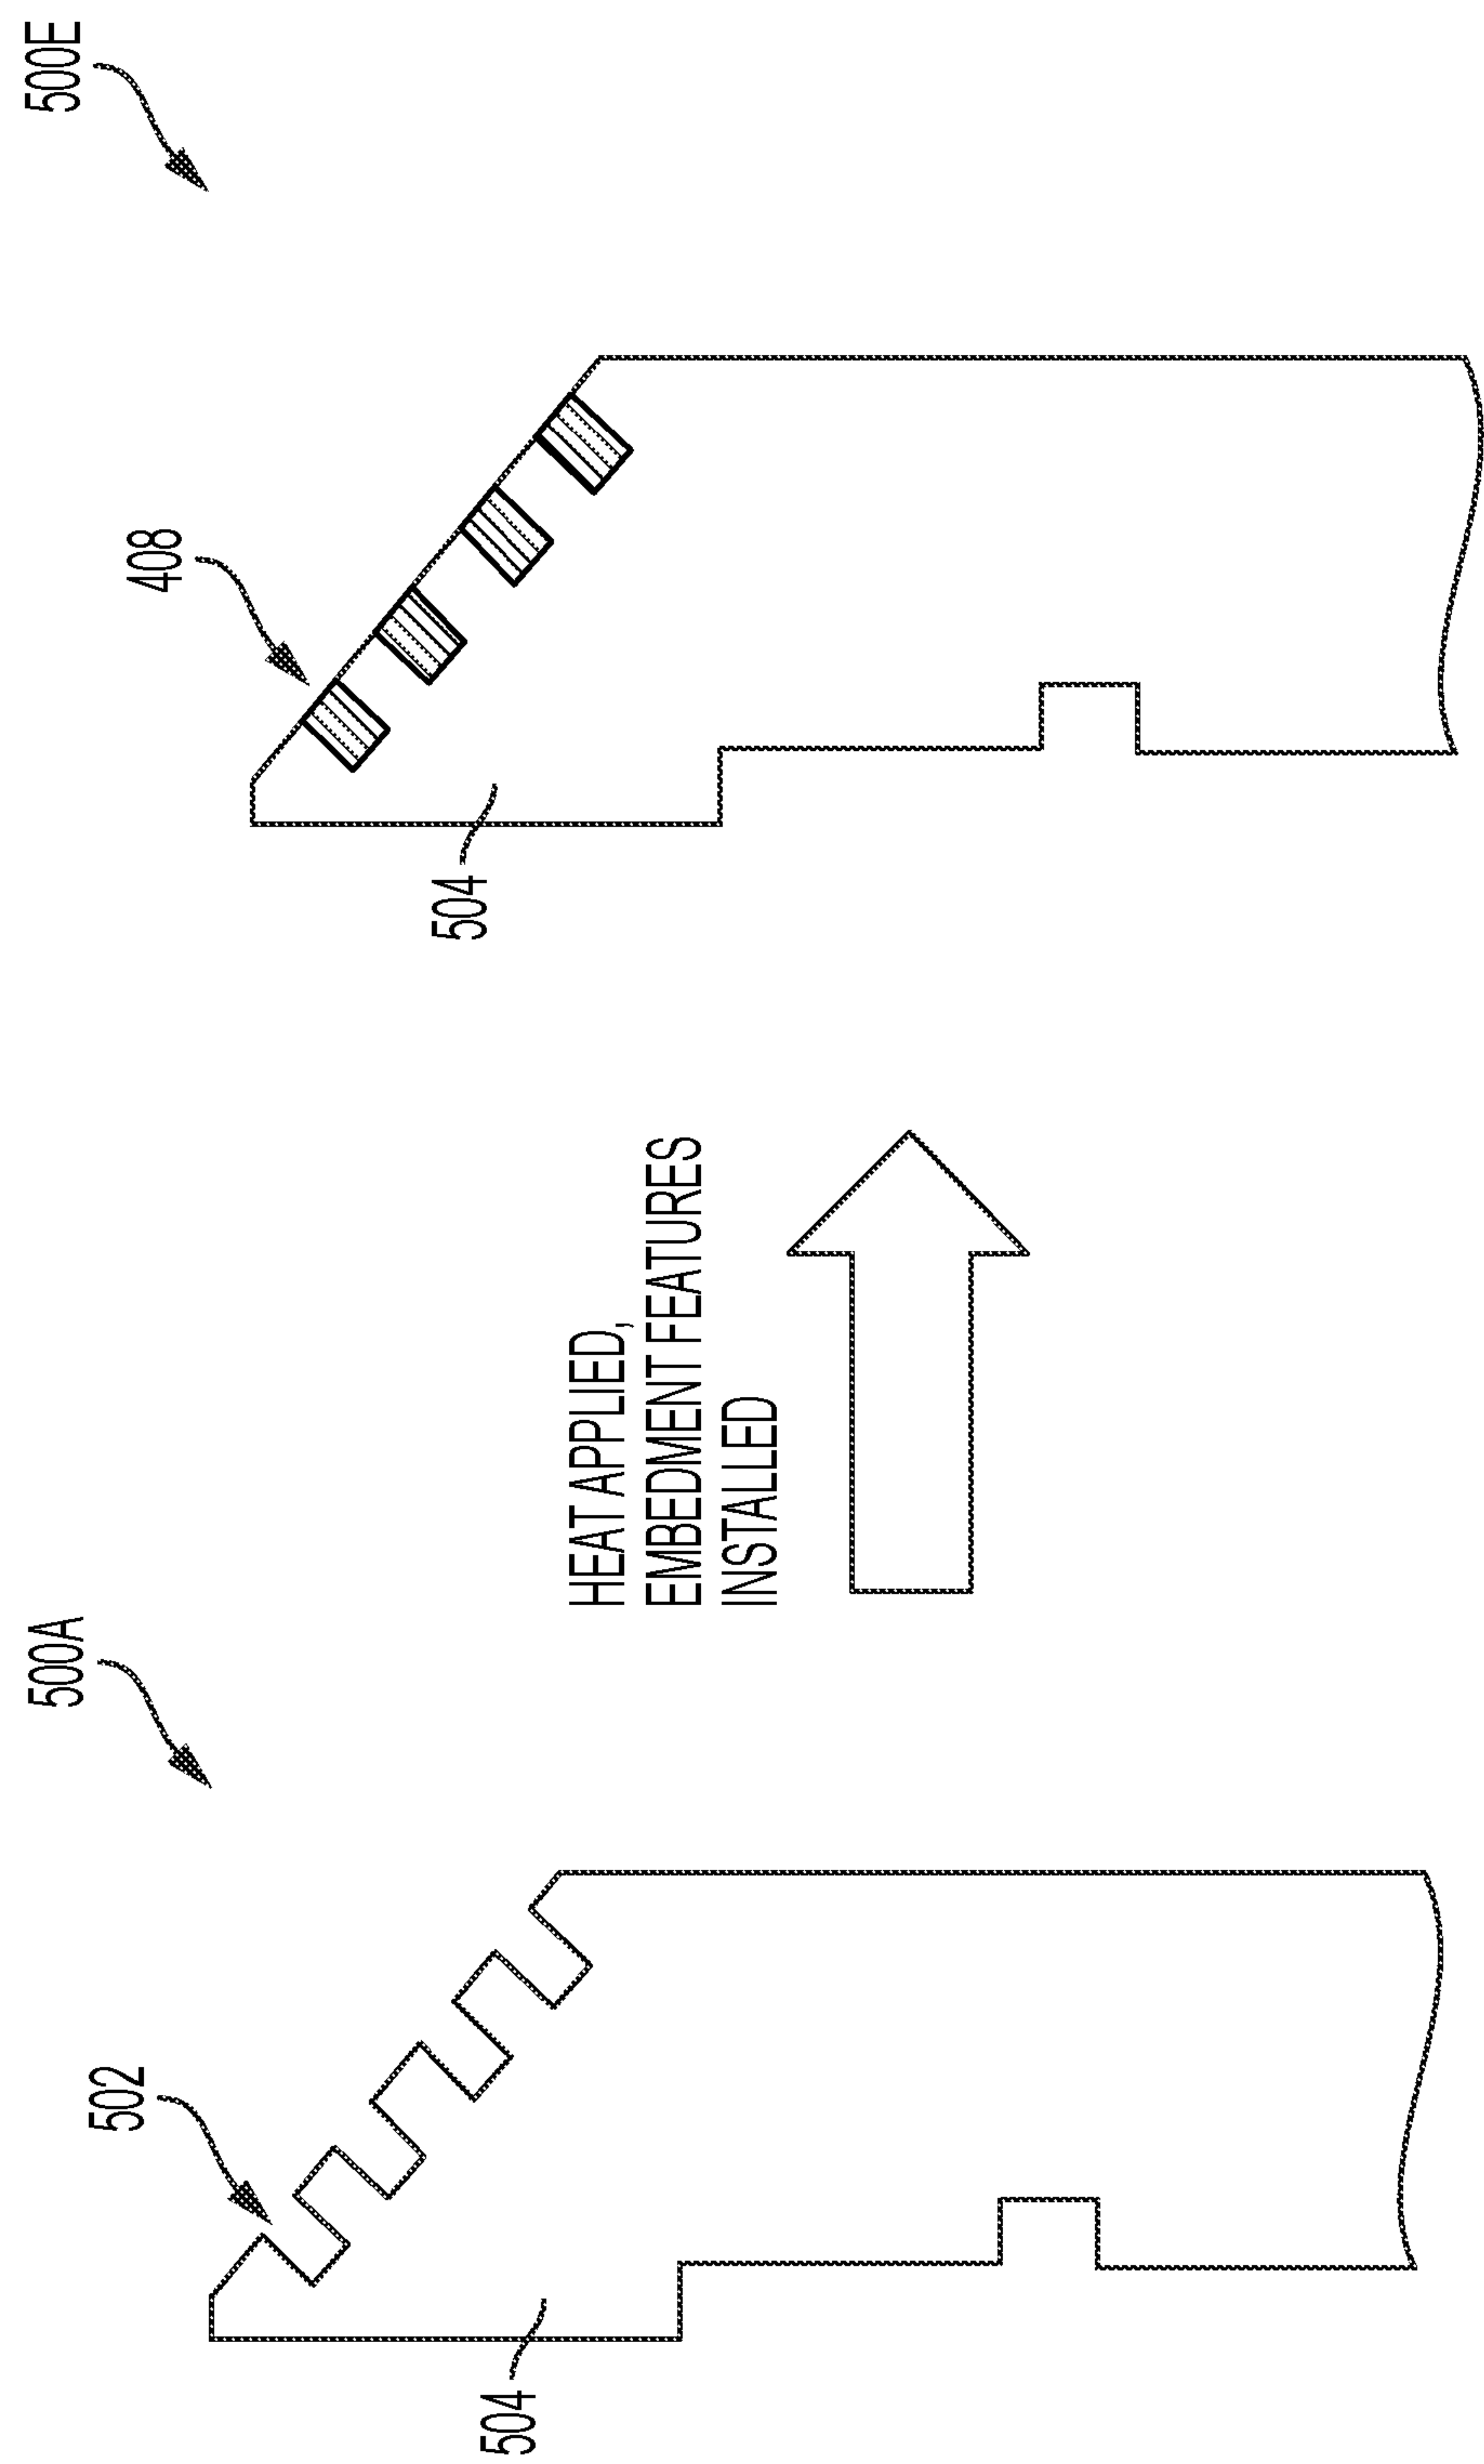 500A
502
504
HEAT APPLIED,
EMBEDMENT FEATURES
INSTALLED
500E
408
504